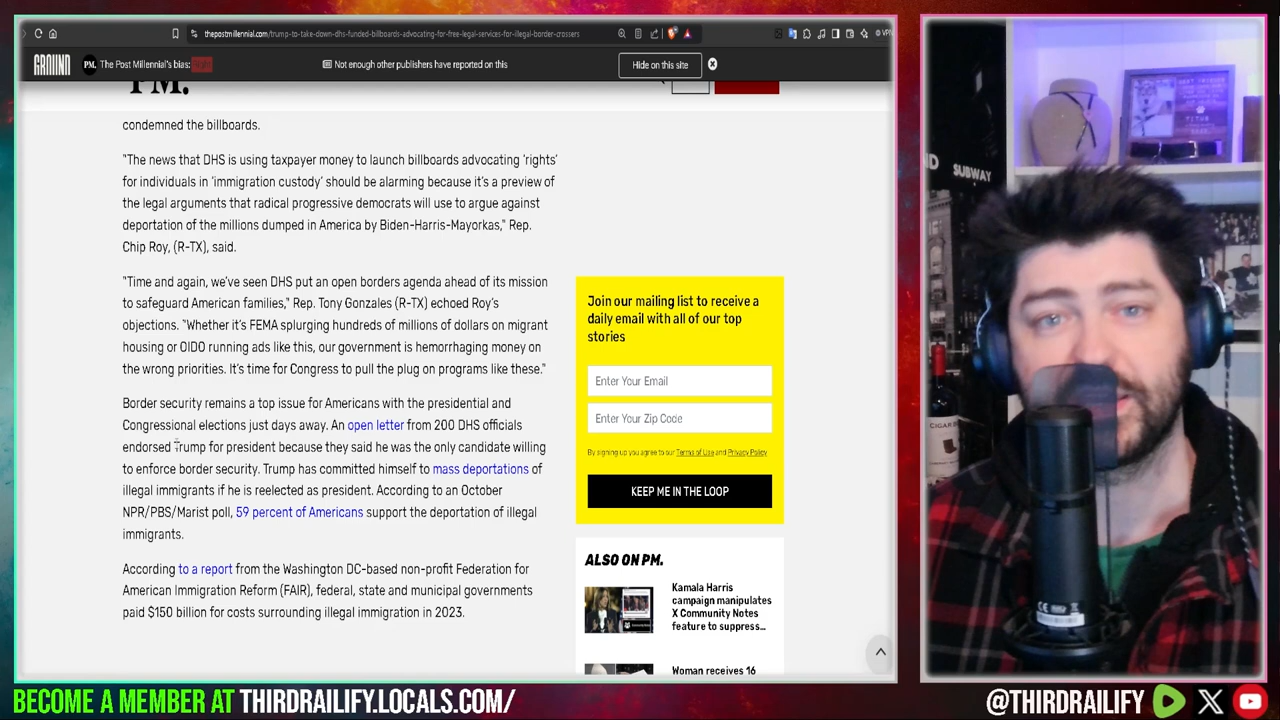 thepostmillennial.com/trump-to-take-down-dhs-funded-billboards-advocating-for-free-legal-services-for-illegal-border-crossers
VPN
GROUND
PM. The Post Millennial's bias: Right
Not enough other publishers have reported on this
Hide on this site
PM.
condemned the billboards.
"The news that DHS is using taxpayer money to launch billboards advocating 'rights'
for individuals in 'immigration custody' should be alarming because it's a preview of
the legal arguments that radical progressive democrats will use to argue against
deportation of the millions dumped in America by Biden-Harris-Mayorkas," Rep.
Chip Roy, (R-TX), said.
"Time and again, we've seen DHS put an open borders agenda ahead of its mission
to safeguard American families," Rep. Tony Gonzales (R-TX) echoed Roy's
objections. "Whether it's FEMA splurging hundreds of millions of dollars on migrant
housing or OIDO running ads like this, our government is hemorrhaging money on
the wrong priorities. It's time for Congress to pull the plug on programs like these."
Border security remains a top issue for Americans with the presidential and
Congressional elections just days away. An open letter from 200 DHS officials
endorsed Trump for president because they said he was the only candidate willing
to enforce border security. Trump has committed himself to mass deportations of
illegal immigrants if he is reelected as president. According to an October
NPR/PBS/Marist poll, 59 percent of Americans support the deportation of illegal
immigrants.
According to a report from the Washington DC-based non-profit Federation for
American Immigration Reform (FAIR), federal, state and municipal governments
paid $150 billion for costs surrounding illegal immigration in 2023.
Join our mailing list to receive a
daily email with all of our top
stories
Enter Your Email
Enter Your Zip Code
By signing up you agree to our Terms of Use and Privacy Policy
KEEP ME IN THE LOOP
ALSO ON PM.
Kamala Harris
campaign manipulates
X Community Notes
feature to suppress...
Woman receives 16
SUBWAY
BECOME A MEMBER AT THIRDRAILIFY.LOCALS.COM/
@THIRDRAILIFY